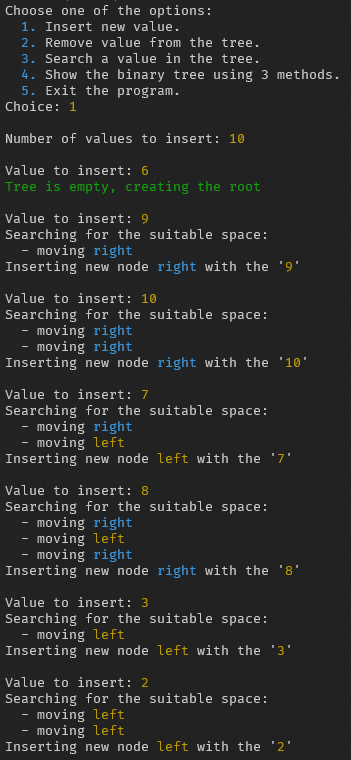 Choose one of the options:
1. Insert new value.
2. Remove value from the tree.
3. Search a value in the tree.
4. Show the binary tree using 3 methods.
5. Exit the program.
Choice: 1
Number of values to insert: 10
Value to insert: 6
Tree is empty, creating the root
Value to insert: 9
Searching for the suitable space:
- moving right
Inserting new node right with the '9'
Value to insert: 10
Searching for the suitable space:
- moving right
- moving right
Inserting new node right with the '10'
Value to insert: 7
Searching for the suitable space:
- moving right
- moving left
Inserting new node left with the '7'
Value to insert: 8
Searching for the suitable space:
- moving right
- moving left
- moving right
Inserting new node right with the '8'
Value to insert: 3
Searching for the suitable space:
- moving left
Inserting new node left with the '3'
Value to insert: 2
Searching for the suitable space:
- moving left
- moving left
Inserting new node left with the '2'